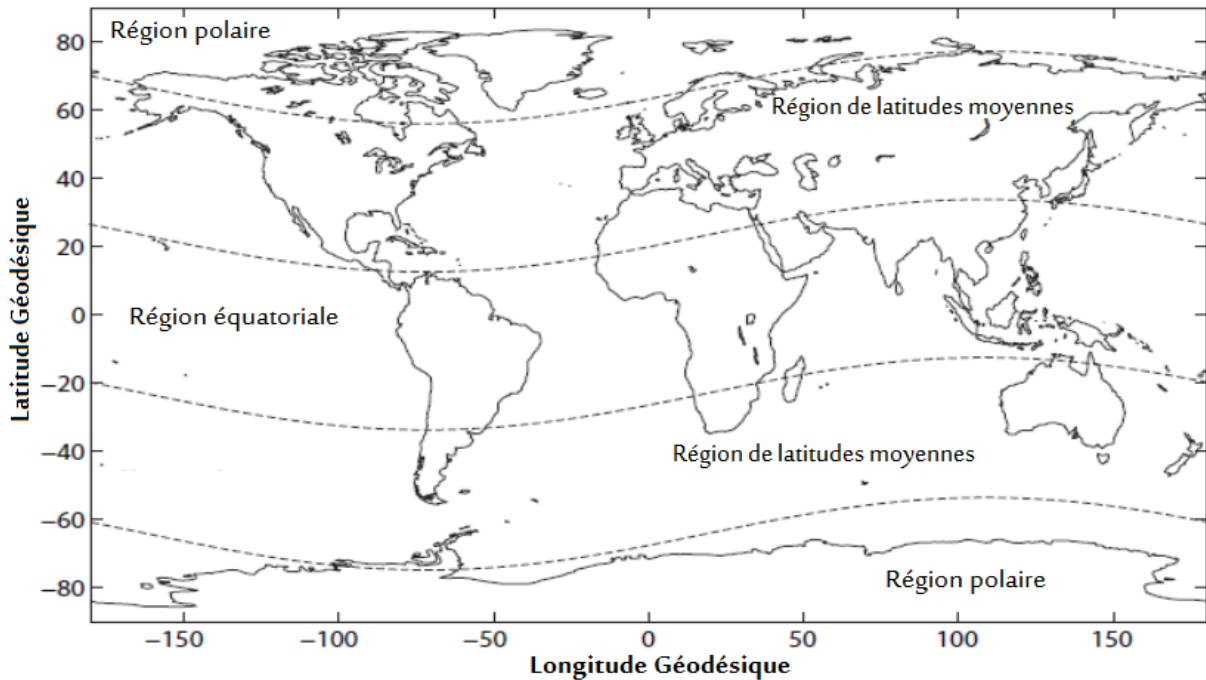 Région polaire
Région de latitudes moyennes
Région équatoriale
Région de latitudes moyennes
Région polaire
Latitude Géodésique
80
60
40
20
0
−20
−40
−60
−80
−150
−100
−50
0
50
100
150
Longitude Géodésique